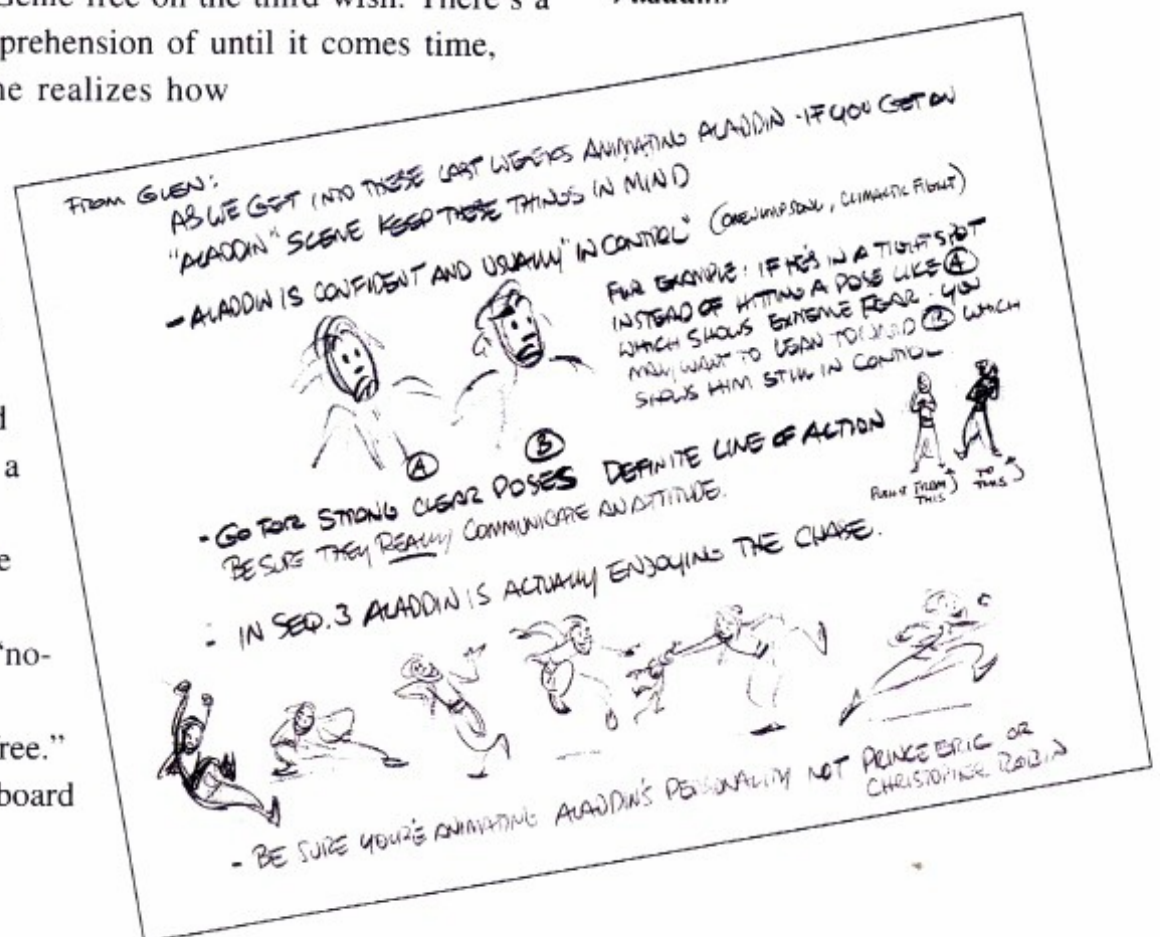 Genie free on the third wish. There's a
prehension of until it comes time,
he realizes how
d
a
e
"no-
ree."
board
Aladdin.
FROM GLEN:
AS WE GET INTO THESE LAST WEEKS ANIMATING ALADDIN - IF YOU GET AN
"ALADDIN" SCENE KEEP THESE THINGS IN MIND
- ALADDIN IS CONFIDENT AND USUALLY "IN CONTROL" (ONE JUMP SONG, CLIMACTIC FIGHT)
FOR EXAMPLE: IF HE'S IN A TIGHT SPOT
INSTEAD OF HITTING A POSE LIKE Ⓐ
WHICH SHOWS EXTREME FEAR - YOU
MAY WANT TO LEAN TOWARD Ⓑ WHICH
SHOWS HIM STILL IN CONTROL
Ⓐ Ⓑ
- GO FOR STRONG CLEAR POSES DEFINITE LINE OF ACTION
BE SURE THEY REALLY COMMUNICATE AN ATTITUDE.
FROM
THIS
TO
THIS
- IN SEQ. 3 ALADDIN IS ACTUALLY ENJOYING THE CHASE.
- BE SURE YOU'RE ANIMATING ALADDIN'S PERSONALITY NOT PRINCE ERIC OR
CHRISTOPHER ROBIN